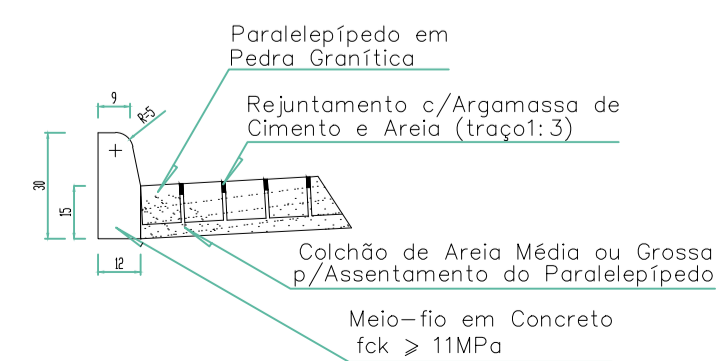 Paralelepípedo em
Pedra Granítica
9
R=5
Rejuntamento c/Argamassa de
Cimento e Areia (traço1:3)
30
15
12
Colchão de Areia Média ou Grossa
p/Assentamento do Paralelepípedo
Meio-fio em Concreto
fck ⩾ 11MPa